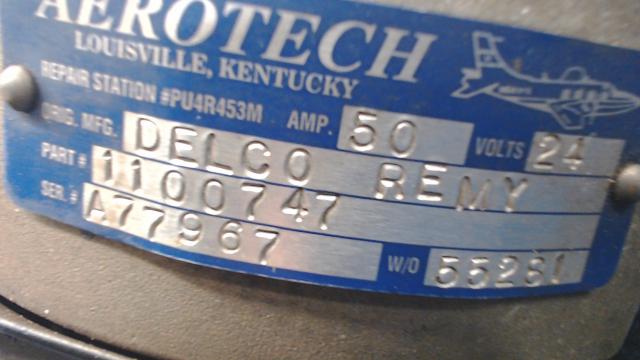 AEROTECH
LOUISVILLE, KENTUCKY
REPAIR STATION #PU4R453M AMP. 50 VOLTS 24
ORIG. MFG. DELCO REMY
PART # 1100747
SER. # A77967 W/O 55281